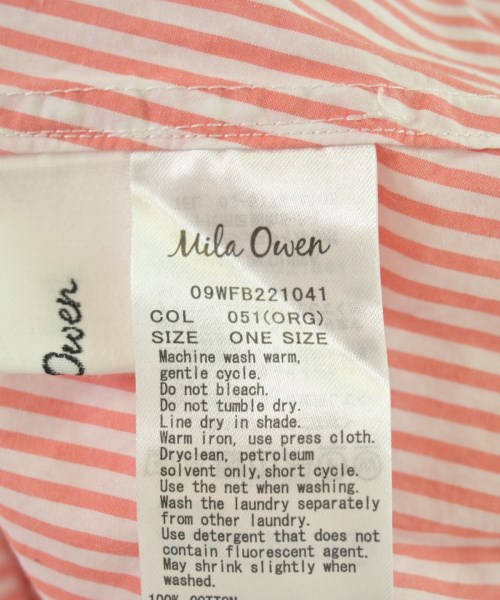 Mila Owen
09WFB221041
COL 051(ORG)
SIZE ONE SIZE
Machine wash warm,
gentle cycle.
Do not bleach.
Do not tumble dry.
Line dry in shade.
Warm iron, use press cloth.
Dryclean, petroleum
solvent only,short cycle.
Use the net when washing.
Wash the laundry separately
from other laundry.
Use detergent that does not
contain fluorescent agent.
May shrink slightly when
washed.
100% COTTON
Owen